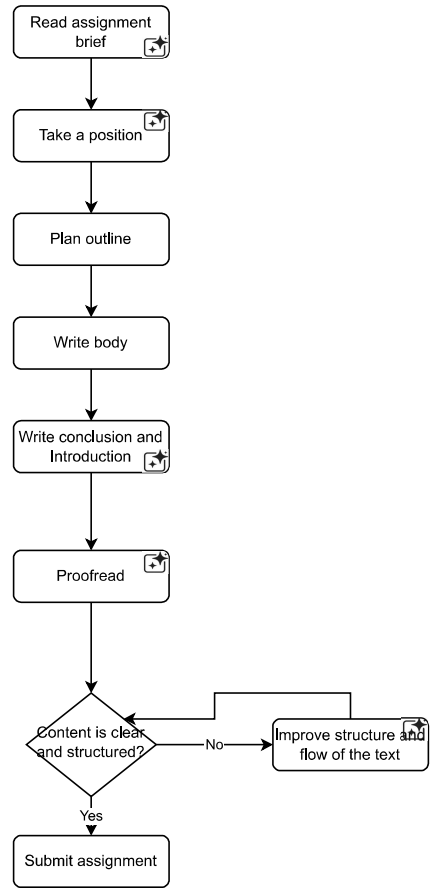 Read assignment
brief
Take a position
Plan outline
Write body
Write conclusion and
Introduction
Proofread
Content is clear
and structured?
No
Improve structure and
flow of the text
Yes
Submit assignment